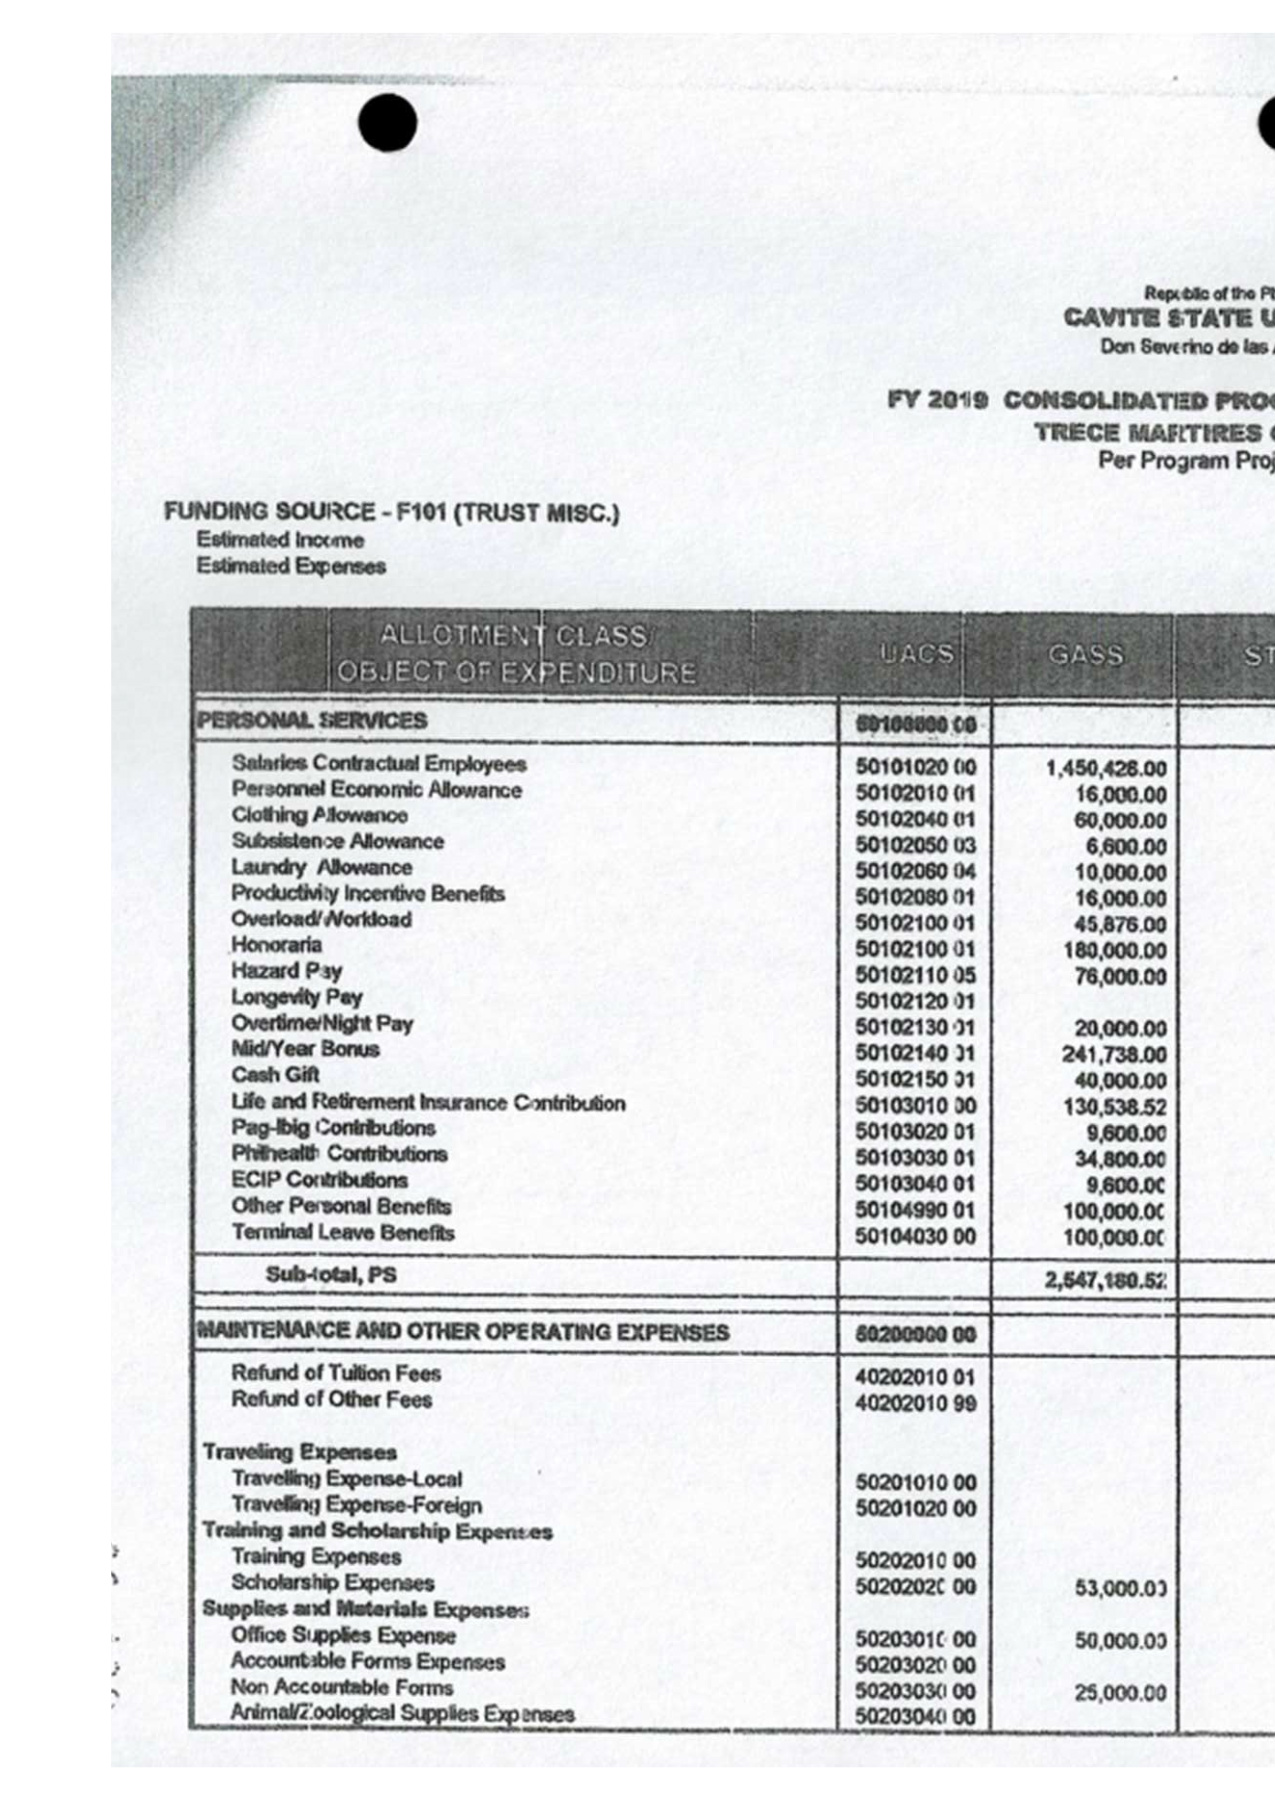 Republic of the
CAVITE STATE
Don Severino de las
FY 2019 CONSOLIDATED
TRECE MARTIRES
Per Program
FUNDING SOURCE - F101 (TRUST MISC.)
Estimated Income
Estimated Expenses
ALLOTMENT CLASS/
OBJECT OF EXPENDITURE UACS GASS
PERSONAL SERVICES 50100000 00
Salaries Contractual Employees 50101020 00 1,450,428.00
Personnel Economic Allowance 50102010 01 16,000.00
Clothing Allowance 50102040 01 60,000.00
Subsistence Allowance 50102050 03 6,600.00
Laundry Allowance 50102060 04 10,000.00
Productivity Incentive Benefits 50102080 01 16,000.00
Overload/Workload 50102100 01 45,876.00
Honoraria 50102100 01 180,000.00
Hazard Pay 50102110 05 76,000.00
Longevity Pay 50102120 01
Overtime/Night Pay 50102130 01 20,000.00
Mid/Year Bonus 50102140 01 241,738.00
Cash Gift 50102150 01 40,000.00
Life and Retirement Insurance Contribution 50103010 00 130,538.52
Pag-Ibig Contributions 50103020 01 9,600.00
Philhealth Contributions 50103030 01 34,800.00
ECIP Contributions 50103040 01 9,600.00
Other Personal Benefits 50104990 01 100,000.00
Terminal Leave Benefits 50104030 00 100,000.00
Sub-total, PS 2,547,180.52
MAINTENANCE AND OTHER OPERATING EXPENSES 50200000 00
Refund of Tuition Fees 40202010 01
Refund of Other Fees 40202010 99
Traveling Expenses
Travelling Expense-Local 50201010 00
Travelling Expense-Foreign 50201020 00
Training and Scholarship Expenses
Training Expenses 50202010 00
Scholarship Expenses 50202020 00 53,000.00
Supplies and Materials Expenses
Office Supplies Expense 50203010 00 50,000.00
Accountable Forms Expenses 50203020 00
Non Accountable Forms 50203030 00 25,000.00
Animal/Zoological Supplies Expenses 50203040 00